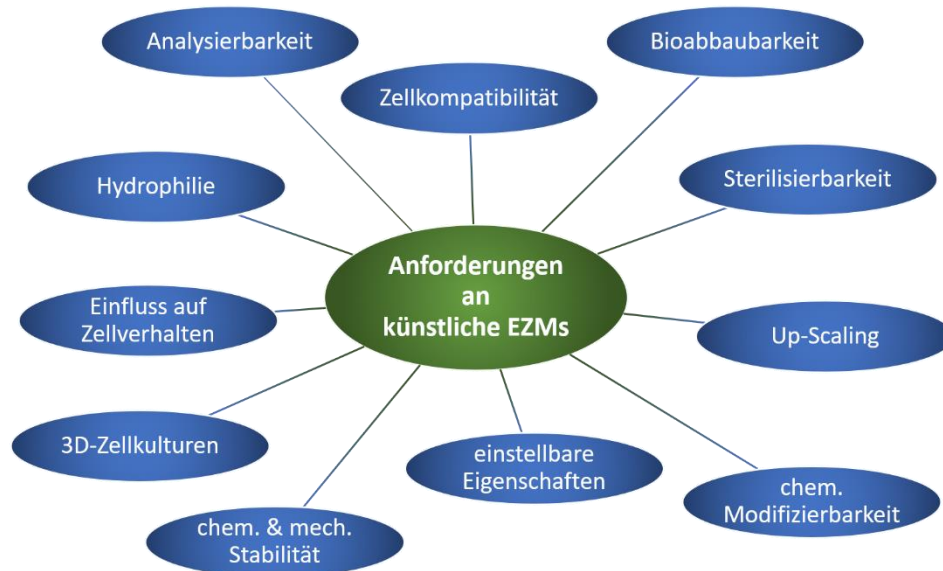 Analysierbarkeit
Bioabbaubarkeit
Zellkompatibilität
Hydrophilie
Sterilisierbarkeit
Anforderungen
an
künstliche EZMs
Einfluss auf
Zellverhalten
Up-Scaling
3D-Zellkulturen
einstellbare
Eigenschaften
chem.
Modifizierbarkeit
chem. & mech.
Stabilität